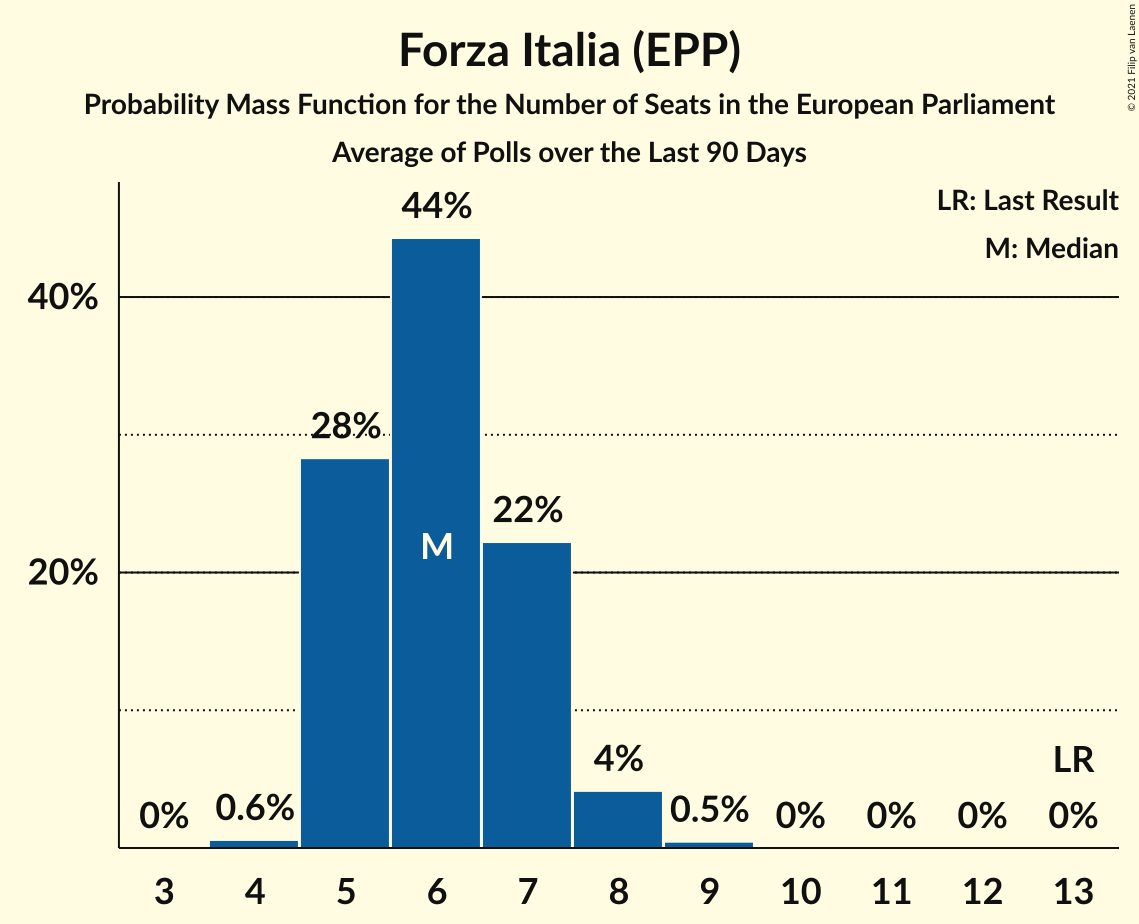 Forza Italia (EPP)
Probability Mass Function for the Number of Seats in the European Parliament
Average of Polls over the Last 90 Days
© 2021 Filip van Laenen
LR: Last Result
M: Median
44%
40%
28%
22%
M
20%
4%
LR
0%
0.6%
0.5%
0%
0%
0%
0%
3 4 5 6 7 8 9 10 11 12 13